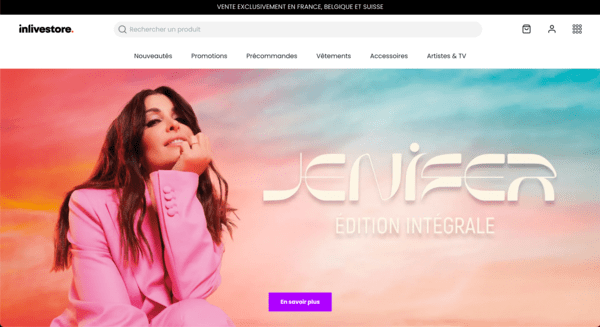 VENTE EXCLUSIVEMENT EN FRANCE, BELGIQUE ET SUISSE
inlivestore.
Rechercher un produit
Nouveautés Promotions Précommandes Vêtements Accessoires Artistes & TV
JENIFER
ÉDITION INTÉGRALE
En savoir plus